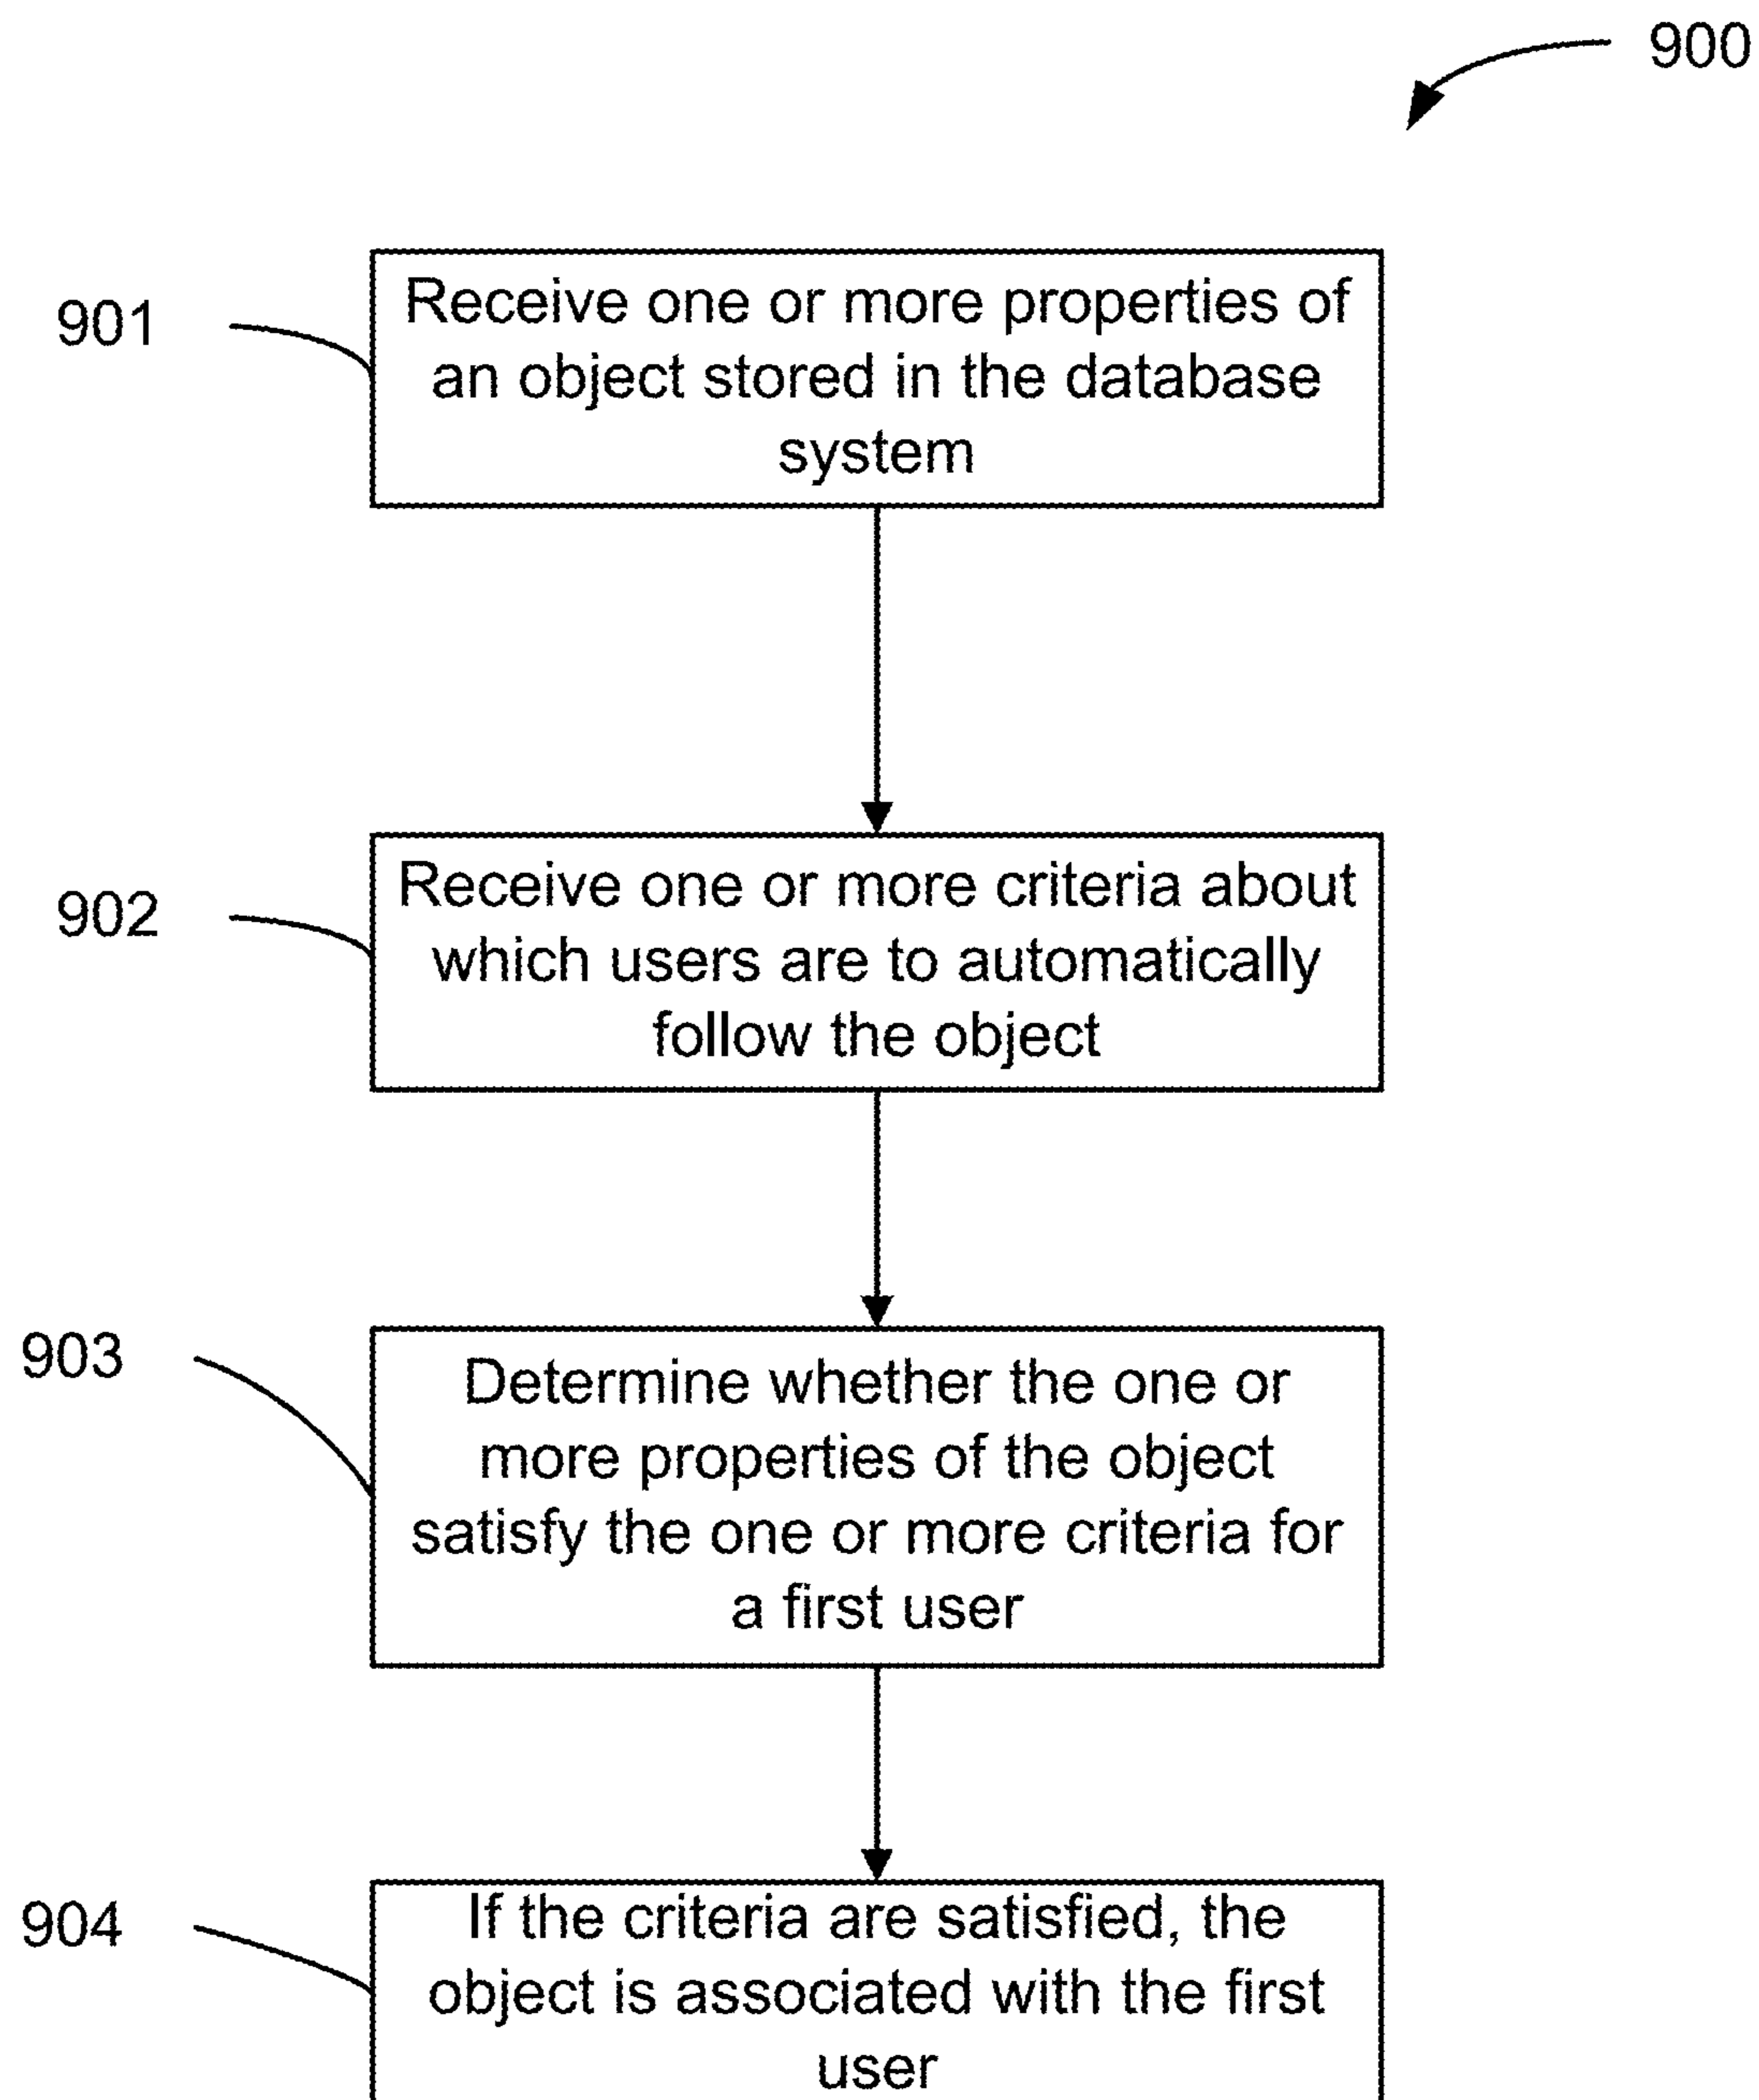 900
901
Receive one or more properties of
an object stored in the database
system
902
Receive one or more criteria about
which users are to automatically
follow the object
903
Determine whether the one or
more properties of the object
satisfy the one or more criteria for
a first user
904
If the criteria are satisfied, the
object is associated with the first
user